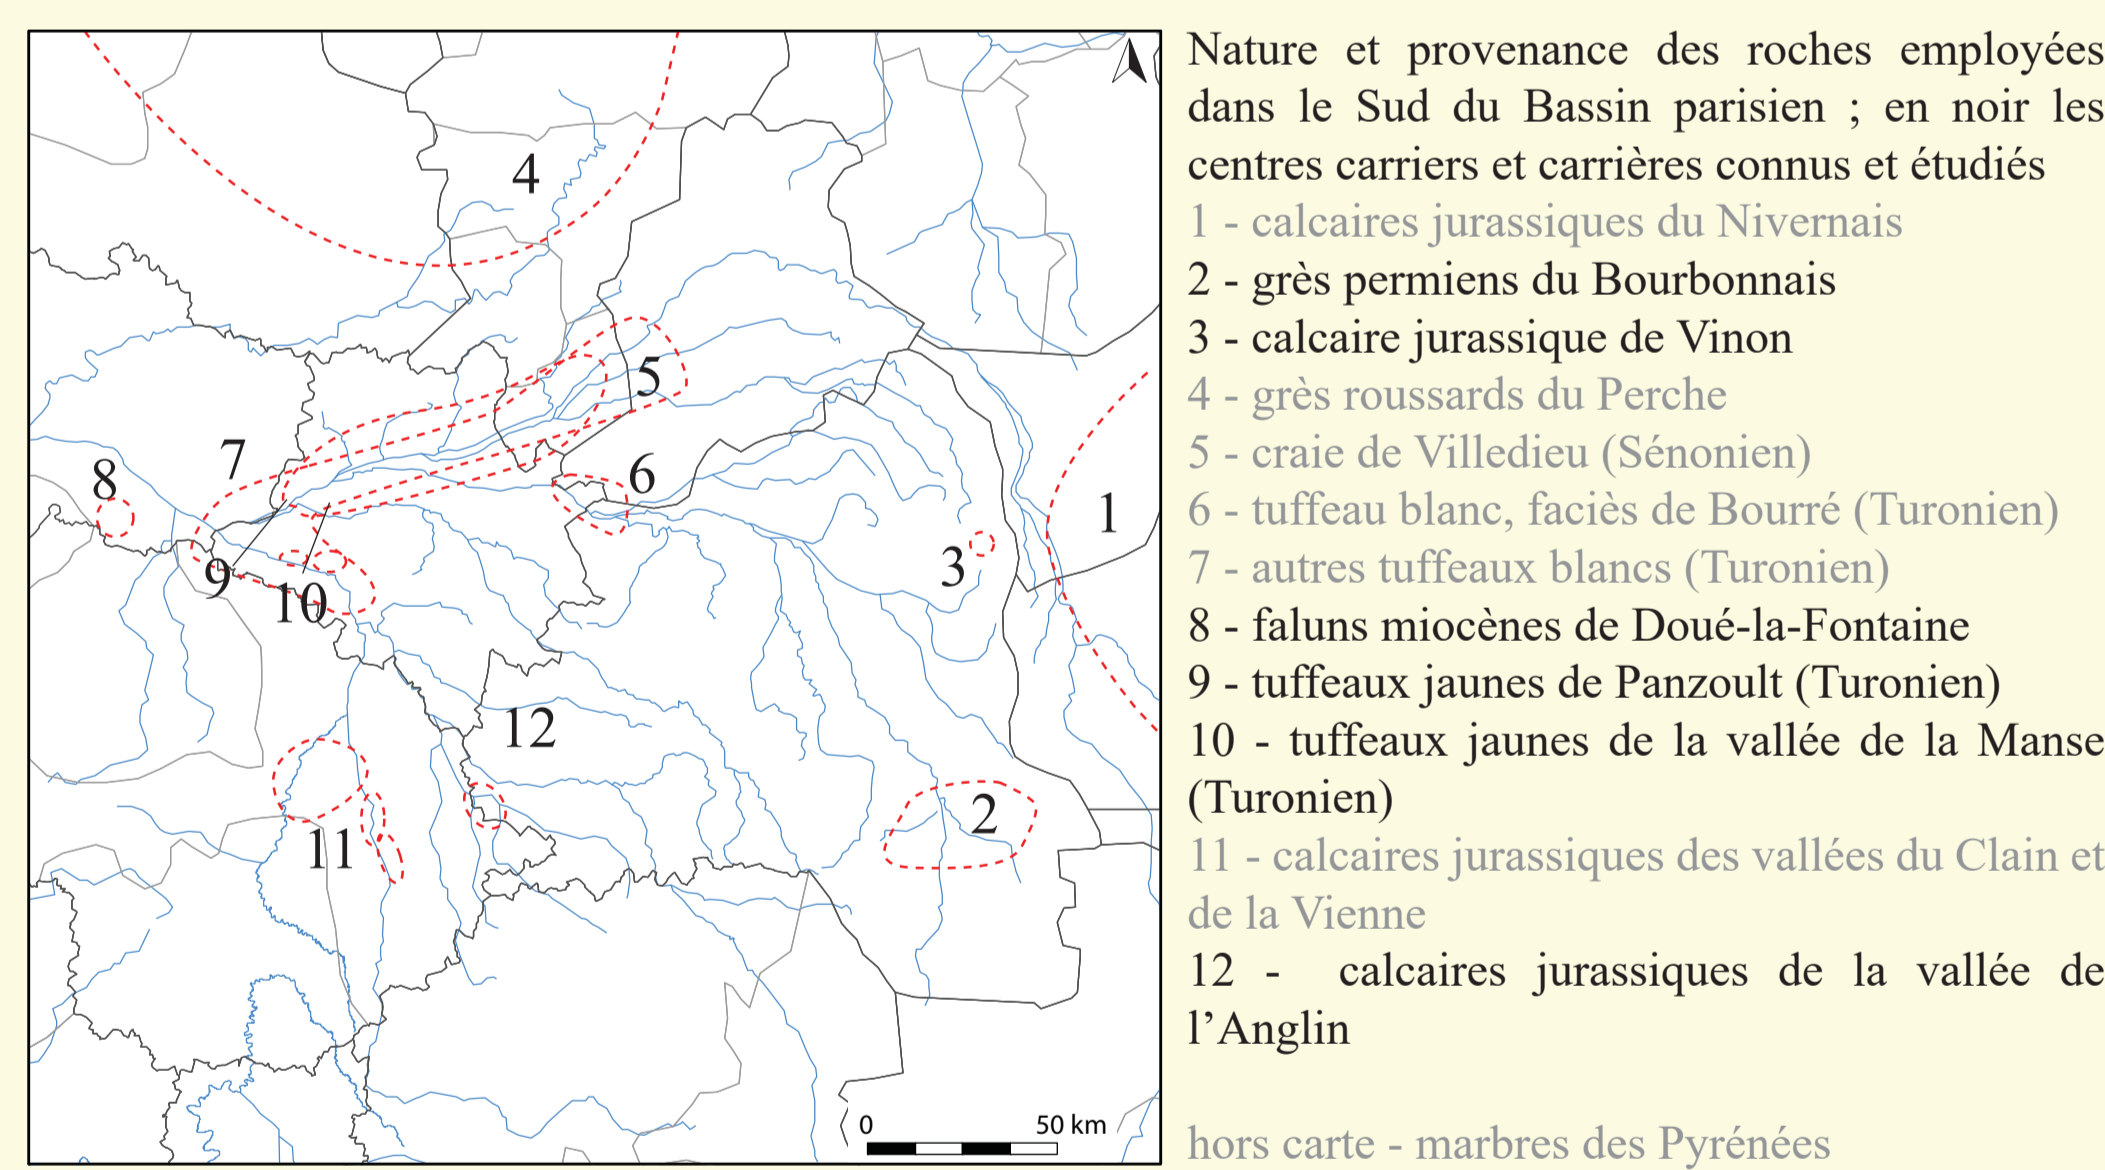 Nature et provenance des roches employées
dans le Sud du Bassin parisien ; en noir les
centres carriers et carrières connus et étudiés
1 - calcaires jurassiques du Nivernais
2 - grès permiens du Bourbonnais
3 - calcaire jurassique de Vinon
4 - grès roussards du Perche
5 - craie de Villedieu (Sénonien)
6 - tuffeau blanc, faciès de Bourré (Turonien)
7 - autres tuffeaux blancs (Turonien)
8 - faluns miocènes de Doué-la-Fontaine
9 - tuffeaux jaunes de Panzoult (Turonien)
10 - tuffeaux jaunes de la vallée de la Manse
(Turonien)
11 - calcaires jurassiques des vallées du Clain et
de la Vienne
12 - calcaires jurassiques de la vallée de
l’Anglin
hors carte - marbres des Pyrénées
4
5
7
8
6
1
3
9
10
12
2
11
0 50 km